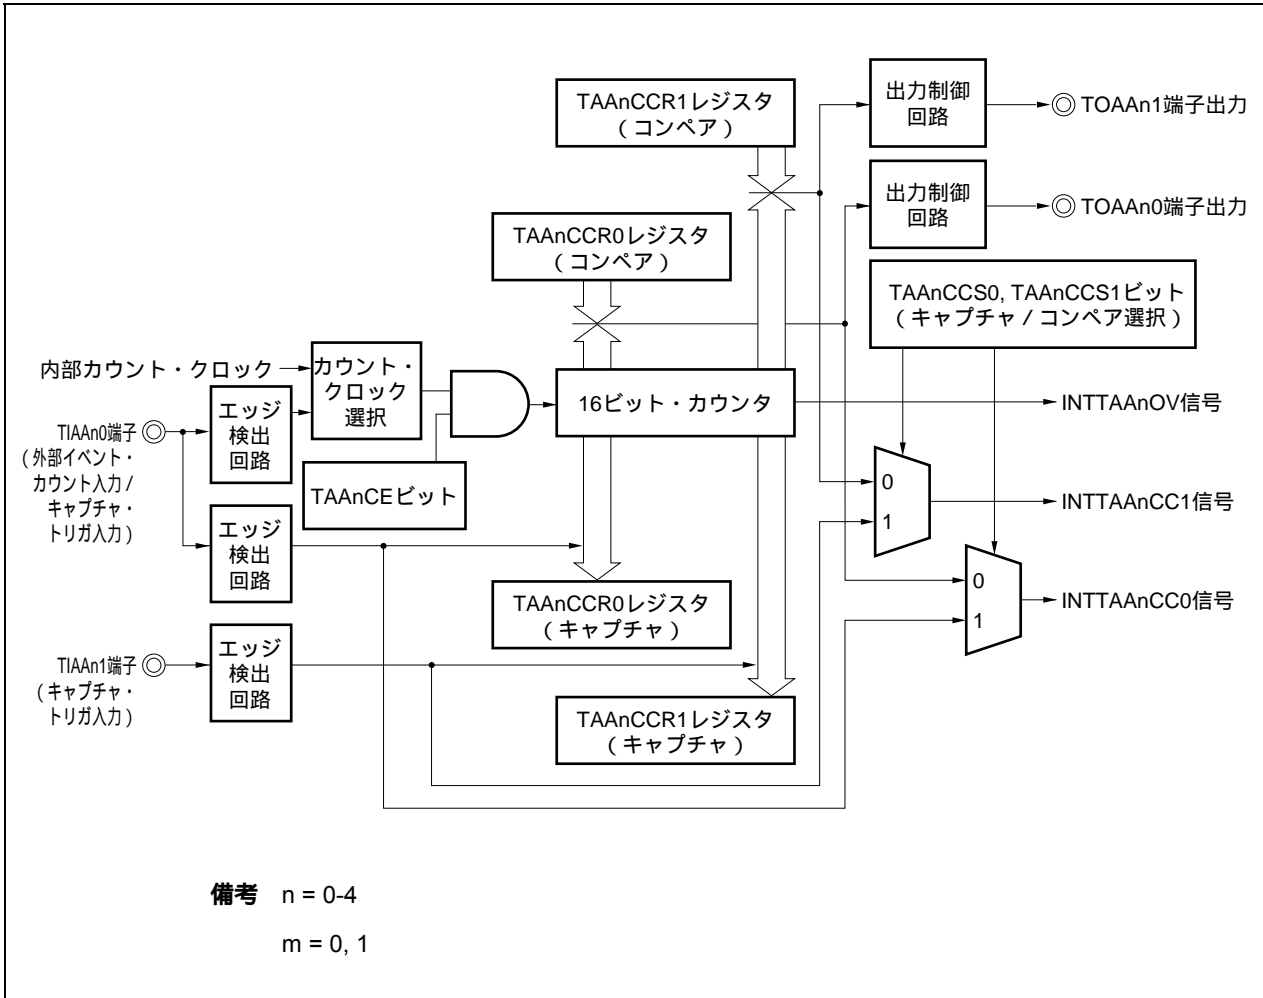 TAAnCCR1レジスタ
（コンペア）
出力制御
回路
TOAAn1端子出力
TAAnCCR0レジスタ
（コンペア）
出力制御
回路
TOAAn0端子出力
TAAnCCS0, TAAnCCS1ビット
（キャプチャ / コンペア選択）
内部カウント・クロック
カウント・
クロック
選択
16ビット・カウンタ
INTTAAnOV信号
TIAAn0端子
（外部イベント・
カウント入力 /
キャプチャ・
トリガ入力）
エッジ
検出
回路
TAAnCEビット
0
1
INTTAAnCC1信号
エッジ
検出
回路
TAAnCCR0レジスタ
（キャプチャ）
0
1
INTTAAnCC0信号
TIAAn1端子
（キャプチャ・
トリガ入力）
エッジ
検出
回路
TAAnCCR1レジスタ
（キャプチャ）
備考 n = 0-4
m = 0, 1